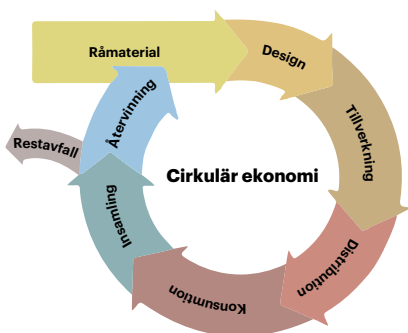 Råmaterial
Design
Tillverkning
Distribution
Konsumtion
Insamling
Återvinning
Restavfall
Cirkulär ekonomi